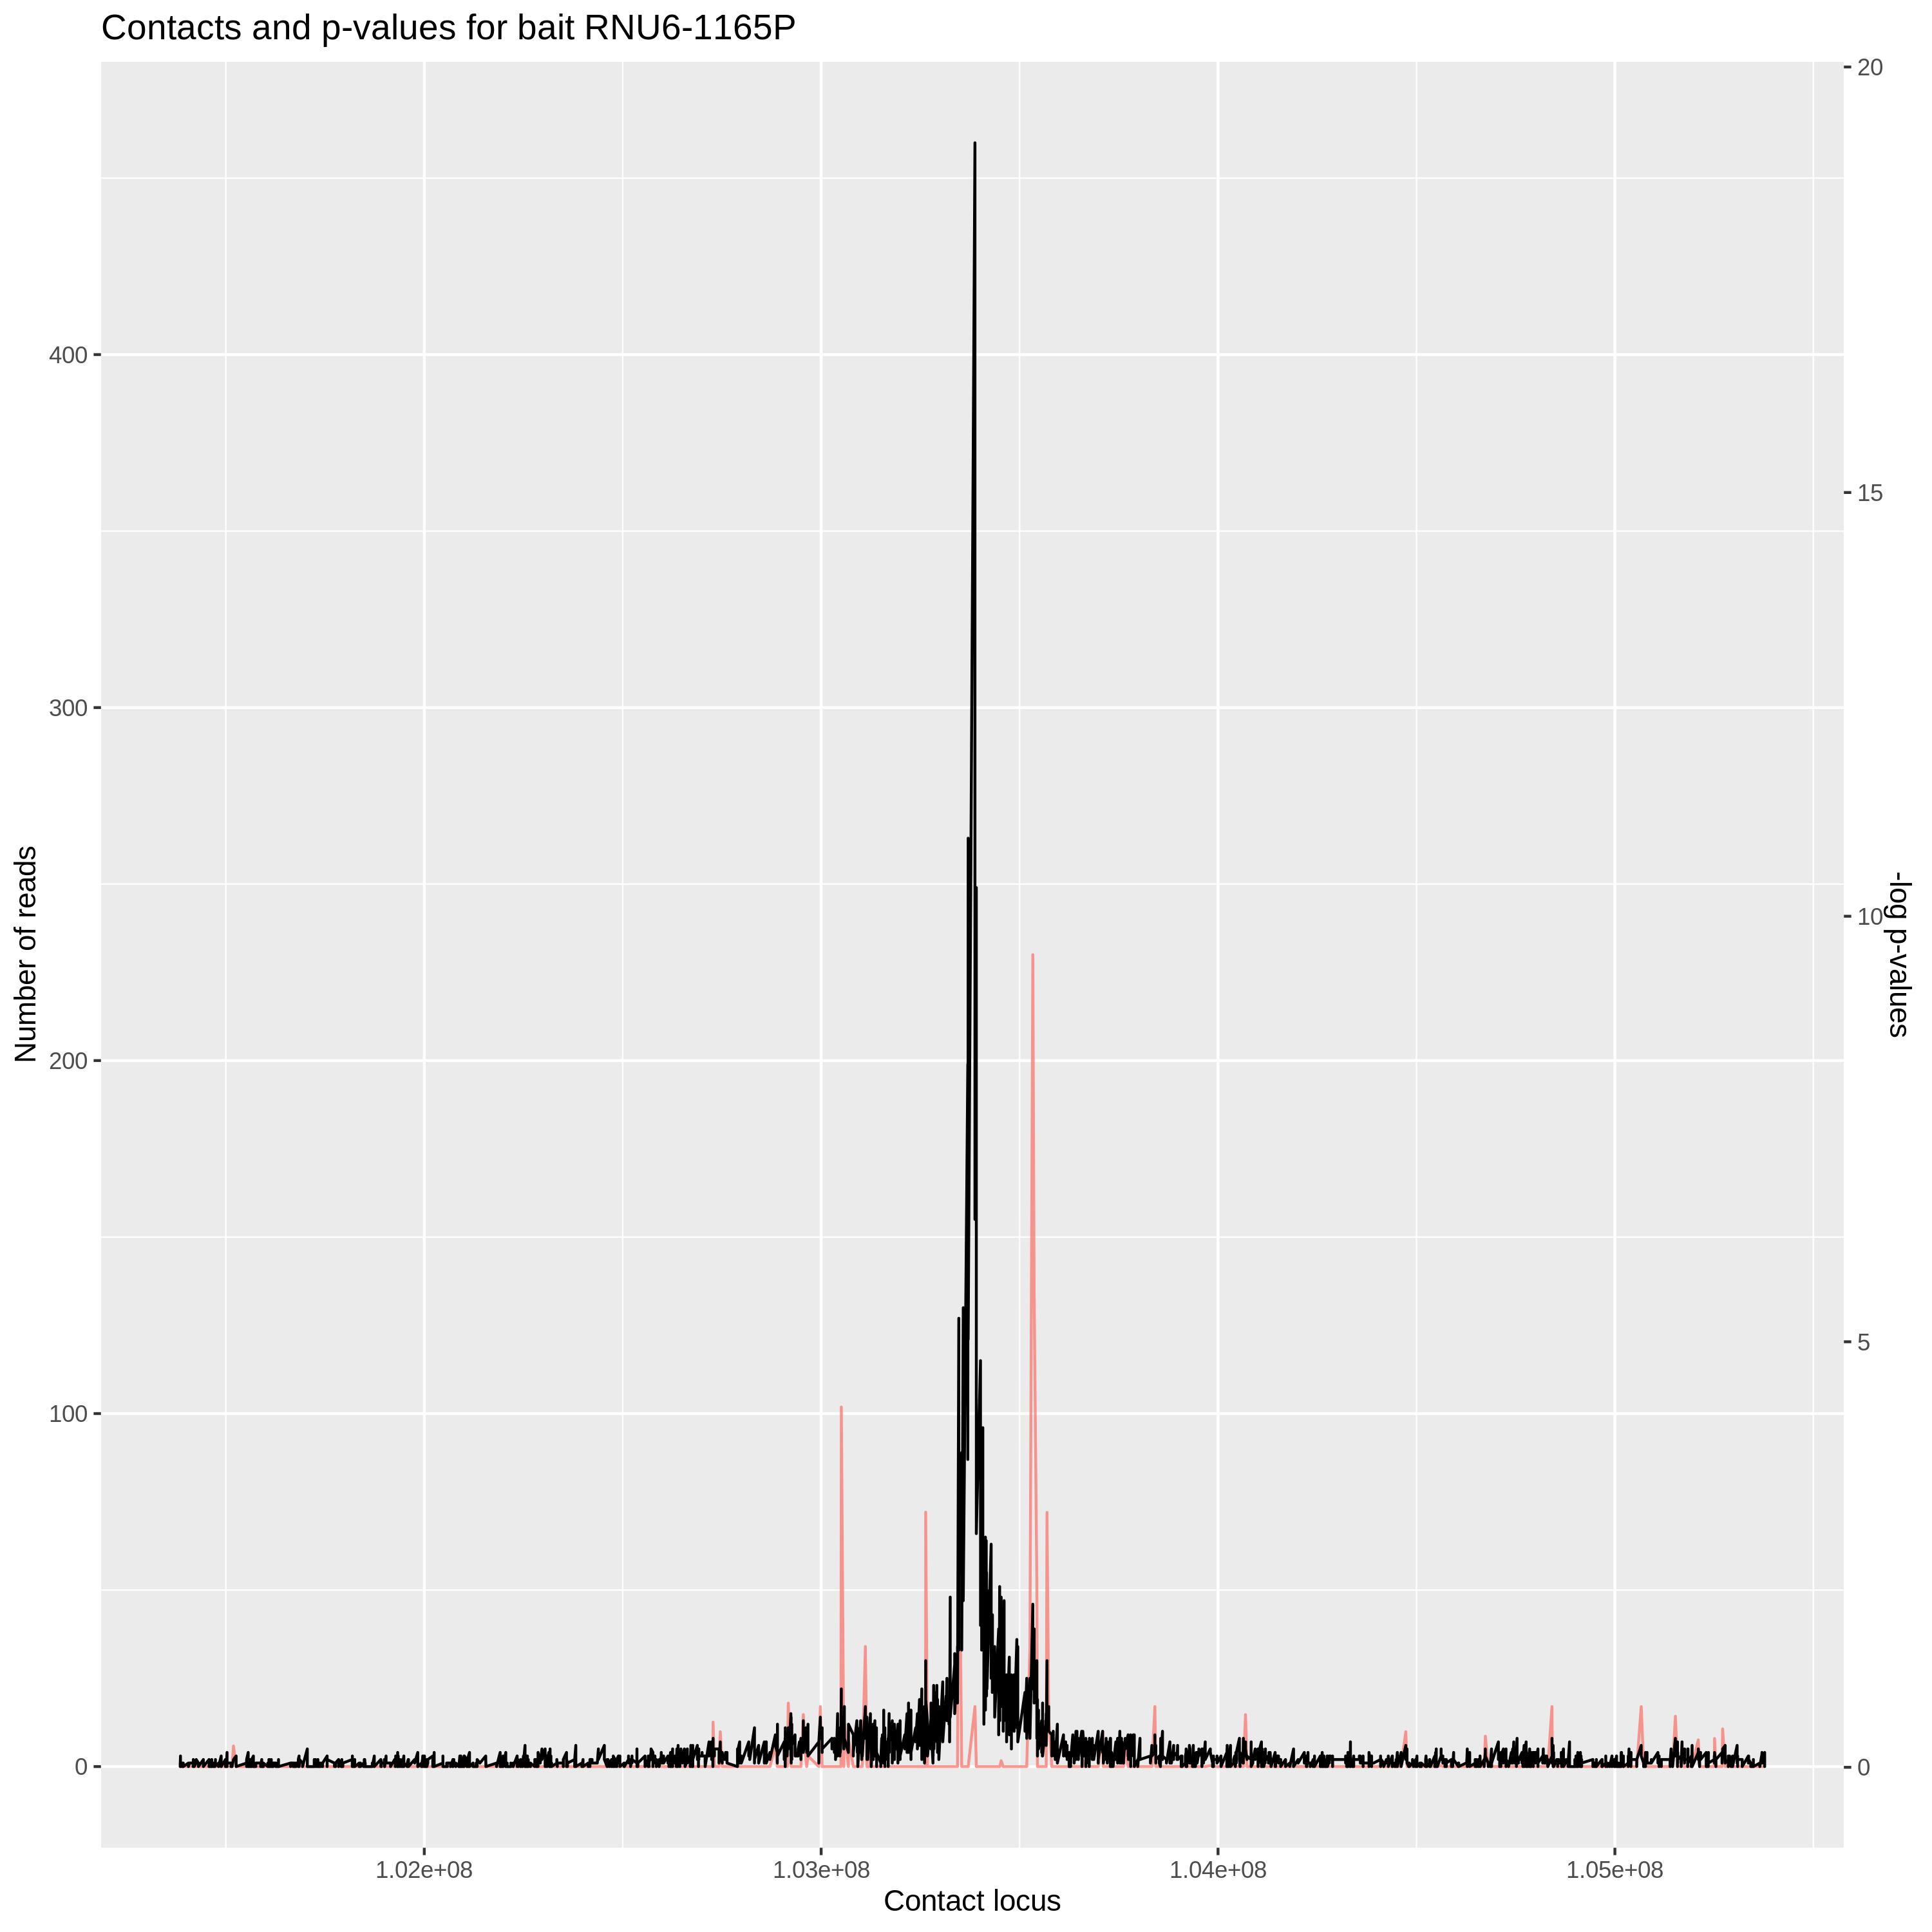 Contacts and p-values for bait RNU6-1165P
Number of reads
400
300
200
100
0
20
15
10
5
0
-log p-values
1.02e+08
1.03e+08
1.04e+08
1.05e+08
Contact locus